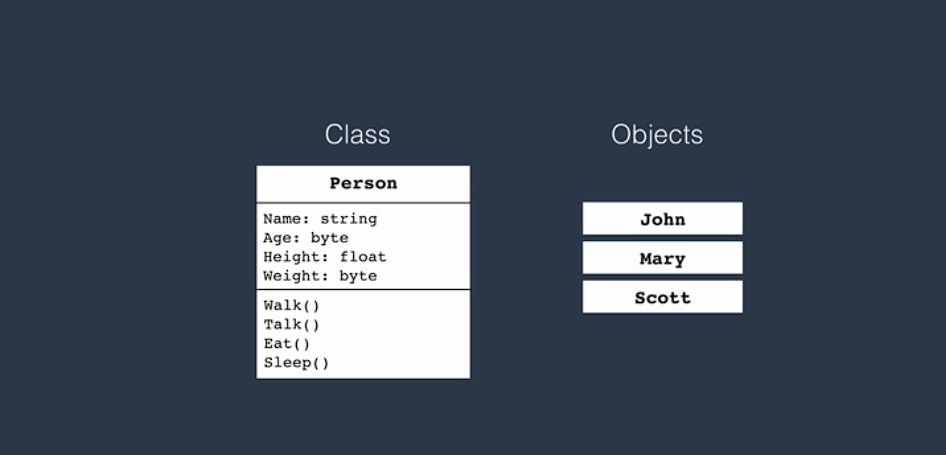 Class
Person
Name: string
Age: byte
Height: float
Weight: byte
Walk()
Talk()
Eat()
Sleep()
Objects
John
Mary
Scott